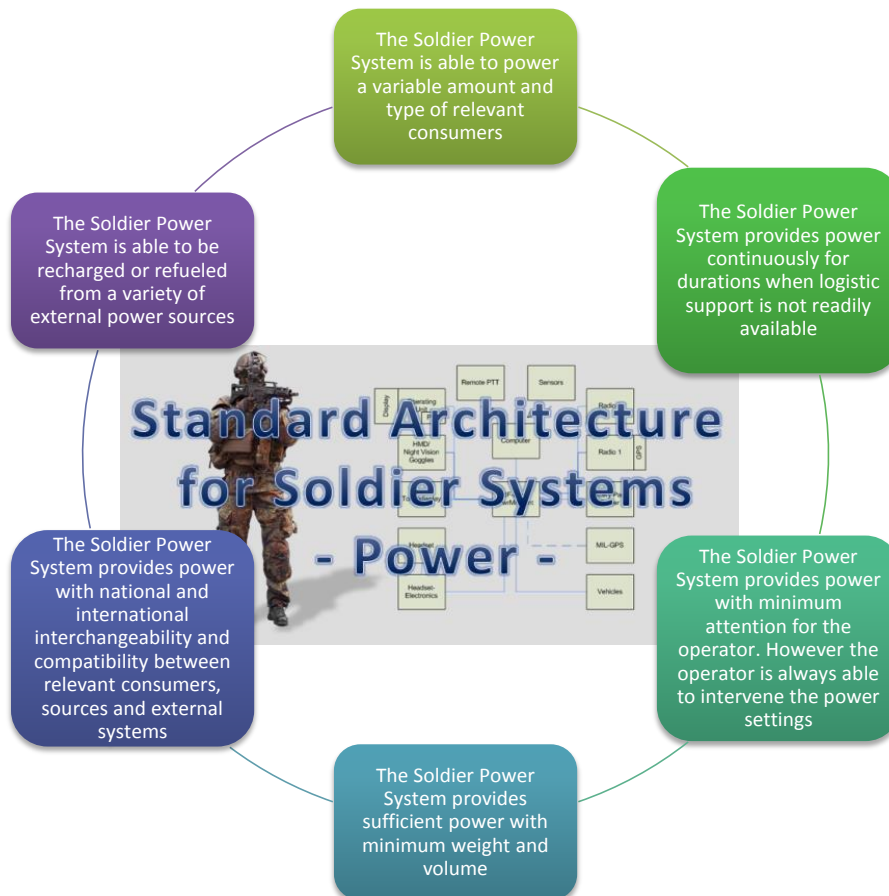 The Soldier Power
System is able to power
a variable amount and
type of relevant
consumers
The Soldier Power
System provides power
continuously for
durations when logistic
support is not readily
available
The Soldier Power
System provides power
with minimum
attention for the
operator. However the
operator is always able
to intervene the power
settings
The Soldier Power
System provides
sufficient power with
minimum weight and
volume
The Soldier Power
System provides power
with national and
international
interchangeability and
compatibility between
relevant consumers,
sources and external
systems
The Soldier Power
System is able to be
recharged or refueled
from a variety of
external power sources
Standard Architecture
for Soldier Systems
- Power -
Remote PTT
Sensors
Display
Operating
Unit
Radio
HMD/
Night Vision
Goggles
Computer
Radio 1
GPS
Headset
MIL-GPS
Headset-
Electronics
Vehicles